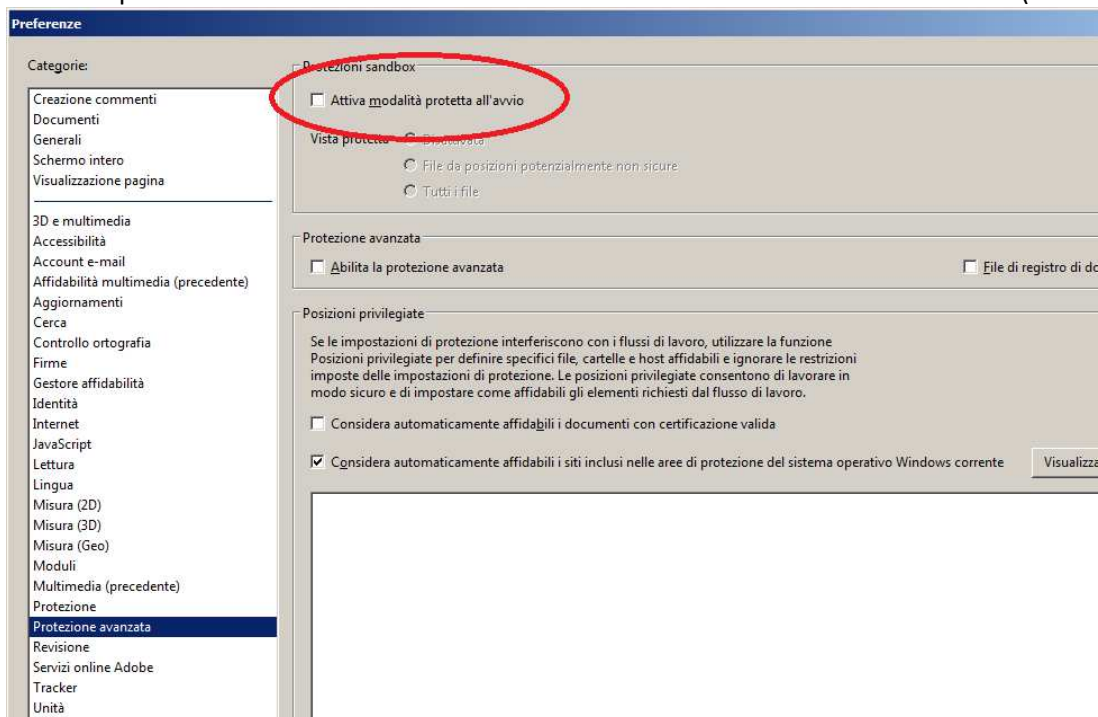 Preferenze
Categorie:
Creazione commenti
Documenti
Generali
Schermo intero
Visualizzazione pagina
3D e multimedia
Accessibilità
Account e-mail
Affidabilità multimedia (precedente)
Aggiornamenti
Cerca
Controllo ortografia
Firme
Gestore affidabilità
Identità
Internet
JavaScript
Lettura
Lingua
Misura (2D)
Misura (3D)
Misura (Geo)
Moduli
Multimedia (precedente)
Protezione
Protezione avanzata
Revisione
Servizi online Adobe
Tracker
Unità
Protezioni sandbox
Attiva modalità protetta all'avvio
Vista protetta Disattivata
File da posizioni potenzialmente non sicure
Tutti i file
Protezione avanzata
Abilita la protezione avanzata File di registro di
Posizioni privilegiate
Se le impostazioni di protezione interferiscono con i flussi di lavoro, utilizzare la funzione
Posizioni privilegiate per definire specifici file, cartelle e host affidabili e ignorare le restrizioni
imposte delle impostazioni di protezione. Le posizioni privilegiate consentono di lavorare in
modo sicuro e di impostare come affidabili gli elementi richiesti dal flusso di lavoro.
Considera automaticamente affidabili i documenti con certificazione valida
Considera automaticamente affidabili i siti inclusi nelle aree di protezione del sistema operativo Windows corrente Visualizza